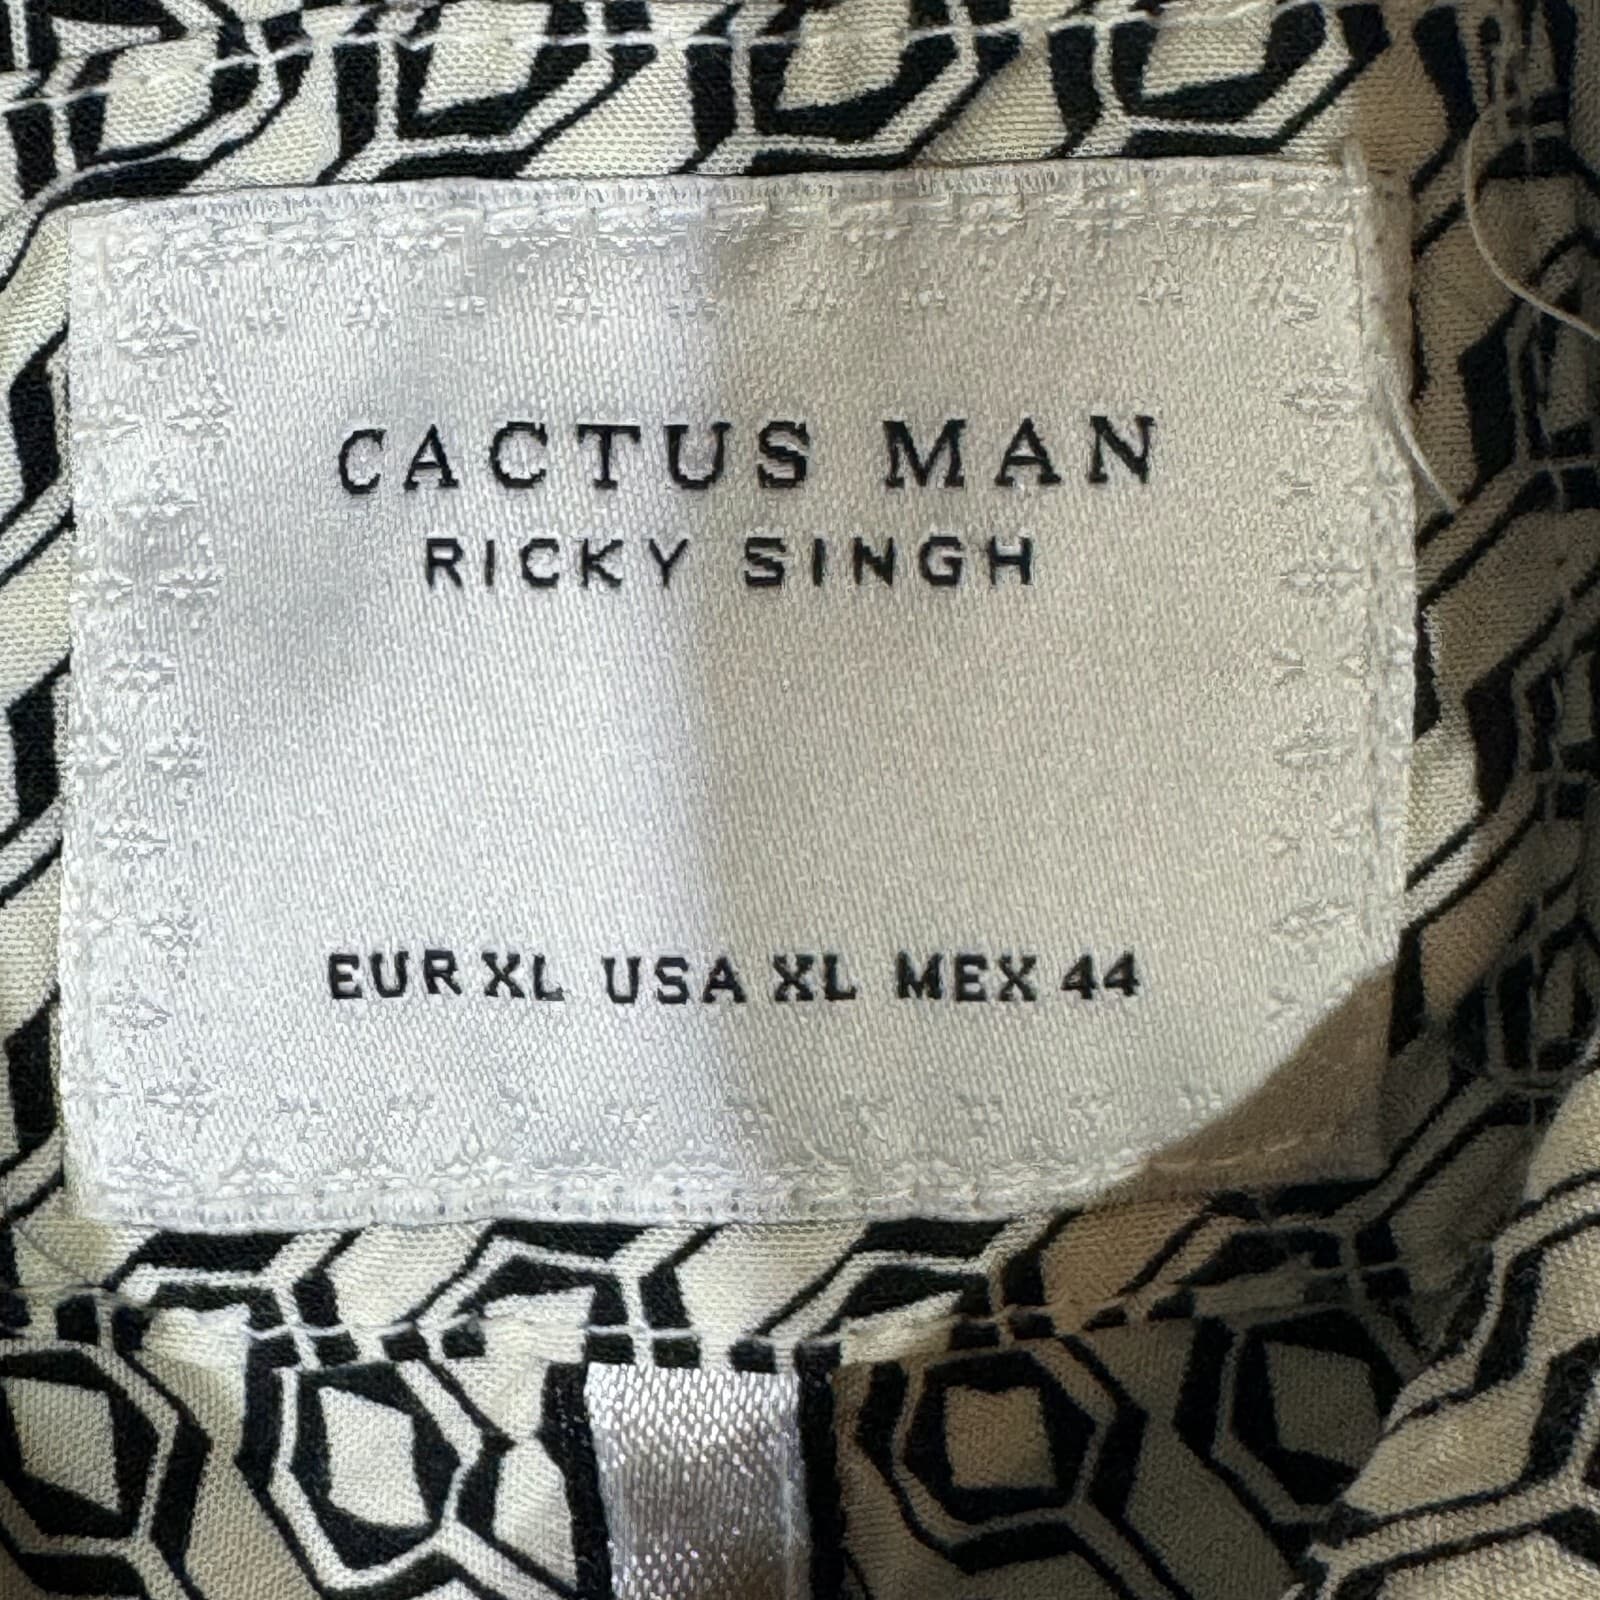 CACTUS MAN
RICKY SINGH
EUR XL USA XL MEX 44